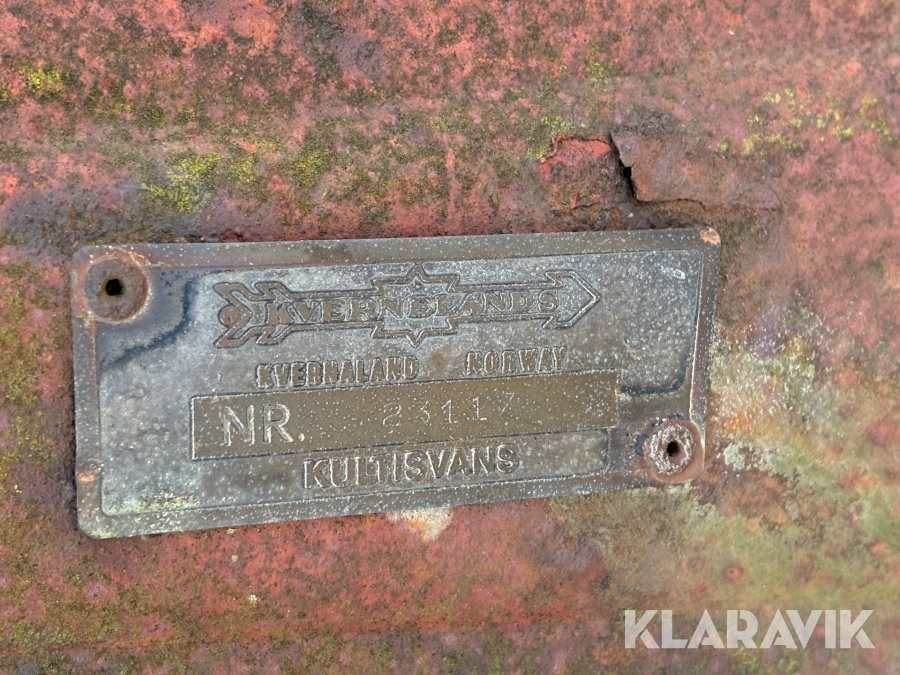 KVERNELANDS
KVERNALAND NORWAY
NR. 23117
KULTISVANS
KLARAVIK